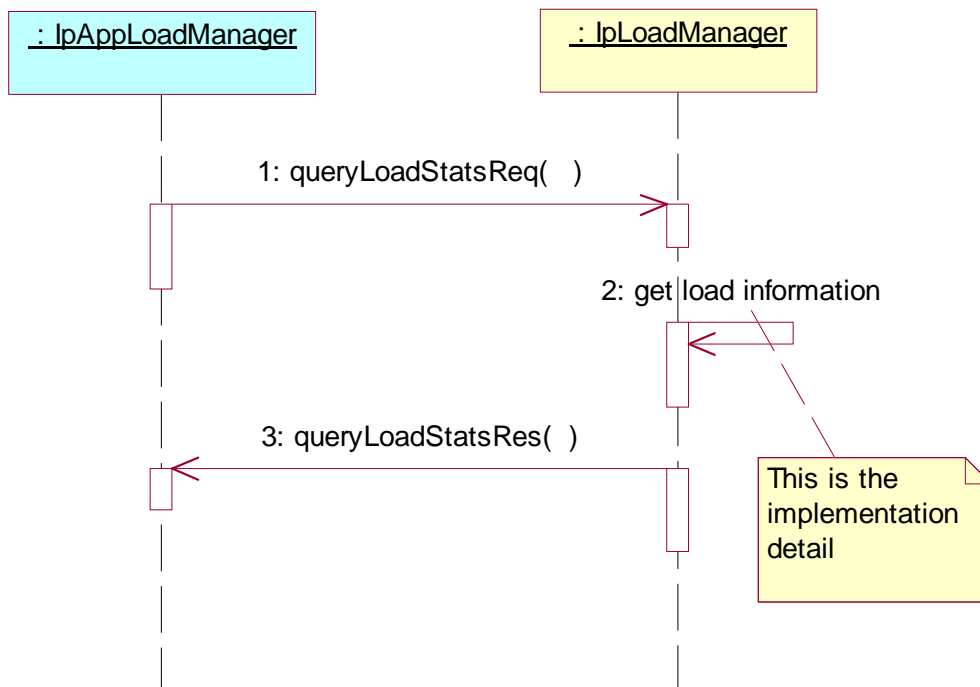 : IpAppLoadManager
: IpLoadManager
1: queryLoadStatsReq( )
2: get load information
3: queryLoadStatsRes( )
This is the
implementation
detail